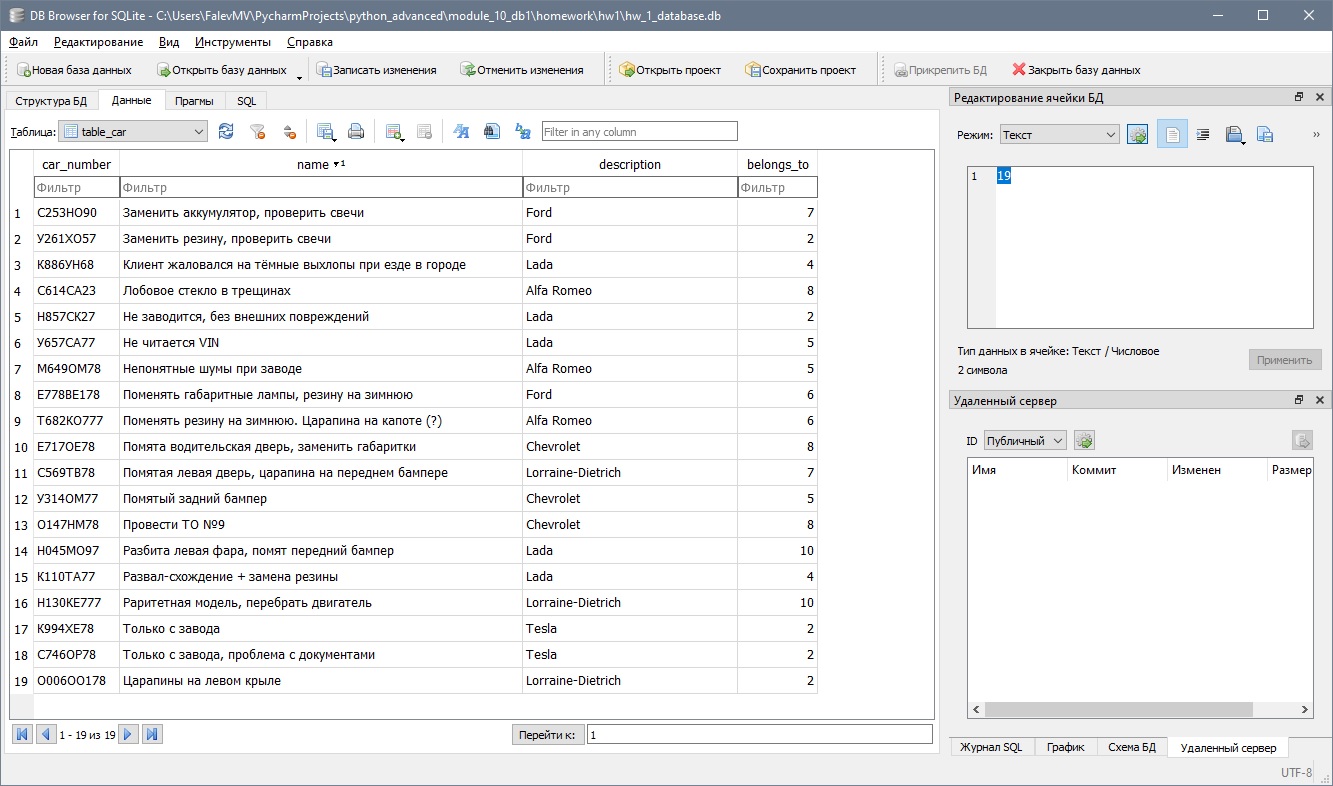 DB Browser for SQLite - C:\Users\FalevMV\PycharmProjects\python_advanced\module_10_db1\homework\hw1\hw_1_database.db
Файл Редактирование Вид Инструменты Справка
Новая база данных Открыть базу данных Записать изменения Отменить изменения Открыть проект Сохранить проект Прикрепить БД Закрыть базу данных
Структура БД Данные Прагмы SQL
Таблица: table_car Filter in any column
car_number name 1 description belongs_to
Фильтр Фильтр Фильтр Фильтр
1 С253НО90 Заменить аккумулятор, проверить свечи Ford 7
2 У261ХО57 Заменить резину, проверить свечи Ford 2
3 К886УН68 Клиент жаловался на тёмные выхлопы при езде в городе Lada 4
4 С614СА23 Лобовое стекло в трещинах Alfa Romeo 8
5 Н857СК27 Не заводится, без внешних повреждений Lada 2
6 У657СА77 Не читается VIN Lada 5
7 М649ОМ78 Непонятные шумы при заводе Alfa Romeo 5
8 Е778ВЕ178 Поменять габаритные лампы, резину на зимнюю Ford 6
9 Т682КО777 Поменять резину на зимнюю. Царапина на капоте (?) Alfa Romeo 6
10 Е717ОЕ78 Помята водительская дверь, заменить габаритки Chevrolet 8
11 С569ТВ78 Помятая левая дверь, царапина на переднем бампере Lorraine-Dietrich 7
12 У314ОМ77 Помятый задний бампер Chevrolet 5
13 О147НМ78 Провести ТО №9 Chevrolet 8
14 Н045МО97 Разбита левая фара, помят передний бампер Lada 10
15 К110ТА77 Развал-схождение + замена резины Lada 4
16 Н130КЕ777 Раритетная модель, перебрать двигатель Lorraine-Dietrich 10
17 К994ХЕ78 Только с завода Tesla 2
18 С746ОР78 Только с завода, проблема с документами Tesla 2
19 О006ОО178 Царапины на левом крыле Lorraine-Dietrich 2
1 - 19 из 19 Перейти к: 1
Редактирование ячейки БД
Режим: Текст »
1 19
Тип данных в ячейке: Текст / Числовое
2 символа
Применить
Удаленный сервер
ID Публичный
Имя Коммит Изменен Размер
Журнал SQL График Схема БД Удаленный сервер
UTF-8